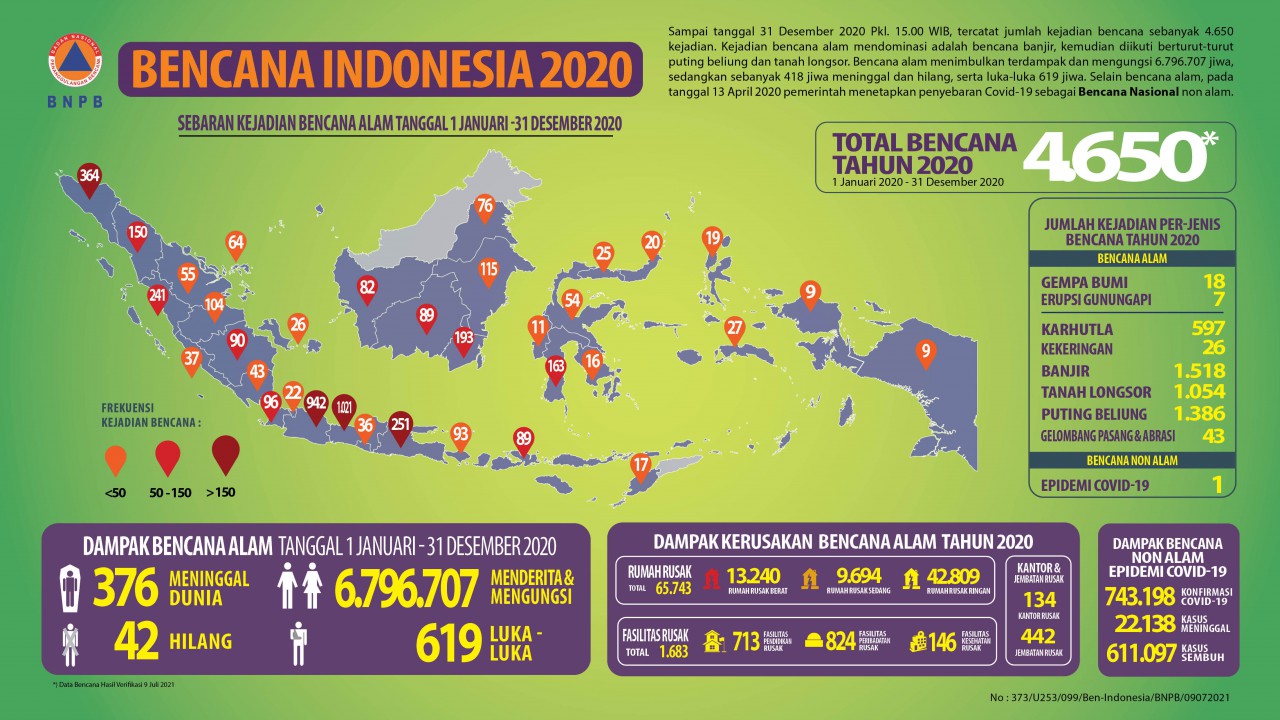 BADAN NASIONAL
PENANGGULANGAN BENCANA
BNPB
BENCANA INDONESIA 2020
Sampai tanggal 31 Desember 2020 Pkl. 15.00 WIB, tercatat jumlah kejadian bencana sebanyak 4.650
kejadian. Kejadian bencana alam mendominasi adalah bencana banjir, kemudian diikuti berturut-turut
puting beliung dan tanah longsor. Bencana alam menimbulkan terdampak dan mengungsi 6.796.707 jiwa,
sedangkan sebanyak 418 jiwa meninggal dan hilang, serta luka-luka 619 jiwa. Selain bencana alam, pada
tanggal 13 April 2020 pemerintah menetapkan penyebaran Covid-19 sebagai Bencana Nasional non alam.
SEBARAN KEJADIAN BENCANA ALAM TANGGAL 1 JANUARI -31 DESEMBER 2020
TOTAL BENCANA
TAHUN 2020
1 Januari 2020 - 31 Desember 2020
4.650*
364
150
64
55
241
104
26
90
37
43
96
22
942
1.021
36
251
93
89
17
76
115
82
89
193
25
20
19
54
11
16
163
27
9
9
FREKUENSI
KEJADIAN BENCANA :
<50
50 -150
>150
JUMLAH KEJADIAN PER-JENIS
BENCANA TAHUN 2020
BENCANA ALAM
GEMPA BUMI 18
ERUPSI GUNUNGAPI 7
KARHUTLA 597
KEKERINGAN 26
BANJIR 1.518
TANAH LONGSOR 1.054
PUTING BELIUNG 1.386
GELOMBANG PASANG & ABRASI 43
BENCANA NON ALAM
EPIDEMI COVID-19 1
DAMPAK BENCANA ALAM TANGGAL 1 JANUARI - 31 DESEMBER 2020
376 MENINGGAL
DUNIA
6.796.707 MENDERITA &
MENGUNGSI
42 HILANG
619 LUKA -
LUKA
DAMPAK KERUSAKAN BENCANA ALAM TAHUN 2020
RUMAH RUSAK
TOTAL 65.743
13.240
RUMAH RUSAK BERAT
9.694
RUMAH RUSAK SEDANG
42.809
RUMAH RUSAK RINGAN
FASILITAS RUSAK
TOTAL 1.683
713 FASILITAS
PENDIDIKAN
RUSAK
824 FASILITAS
PERIBADATAN
RUSAK
146 FASILITAS
KESEHATAN
RUSAK
KANTOR &
JEMBATAN RUSAK
134
KANTOR RUSAK
442
JEMBATAN RUSAK
DAMPAK BENCANA
NON ALAM
EPIDEMI COVID-19
743.198 KONFIRMASI
COVID-19
22.138 KASUS
MENINGGAL
611.097 KASUS
SEMBUH
*) Data Bencana Hasil Verifikasi 9 Juli 2021
No : 373/U253/099/Ben-Indonesia/BNPB/09072021